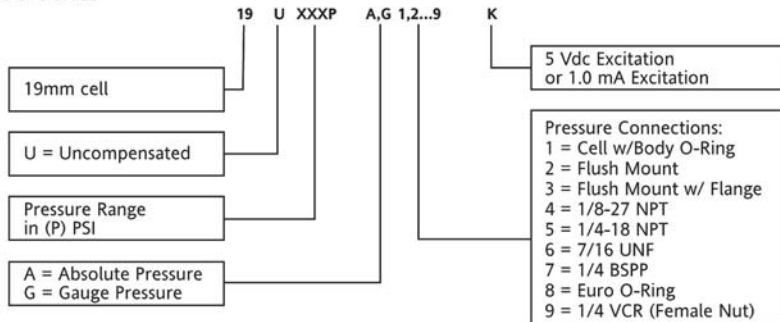 19 U XXXP A,G 1,2...9 K
19mm cell
U = Uncompensated
Pressure Range
in (P) PSI
A = Absolute Pressure
G = Gauge Pressure
5 Vdc Excitation
or 1.0 mA Excitation
Pressure Connections:
1 = Cell w/Body O-Ring
2 = Flush Mount
3 = Flush Mount w/ Flange
4 = 1/8-27 NPT
5 = 1/4-18 NPT
6 = 7/16 UNF
7 = 1/4 BSPP
8 = Euro O-Ring
9 = 1/4 VCR (Female Nut)